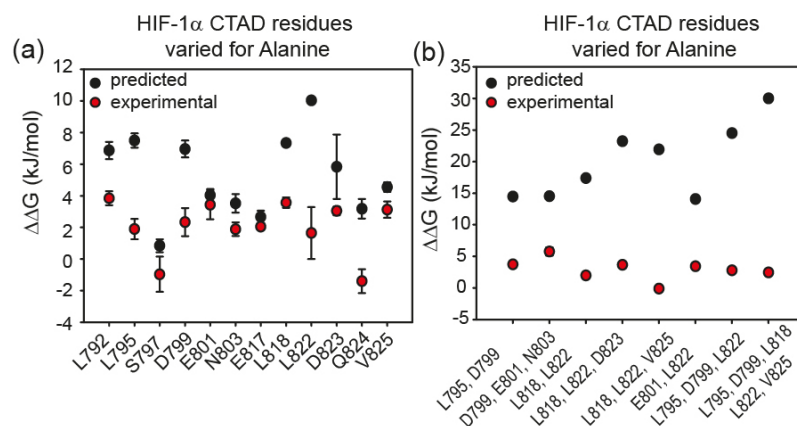 HIF-1α CTAD residues
varied for Alanine
(a)
predicted
experimental
ΔΔG (kJ/mol)
12
10
8
6
4
2
0
-2
-4
L792
L795
S797
D799
E801
N803
E817
L818
L822
D823
Q824
V825
HIF-1α CTAD residues
varied for Alanine
(b)
predicted
experimental
ΔΔG (kJ/mol)
35
30
25
20
15
10
5
0
-5
L795, D799
D799, E801, N803
L818, L822
L818, L822, D823
L818, L822, V825
E801, L822
L795, D799, L822
L795, D799, L818
L822, V825